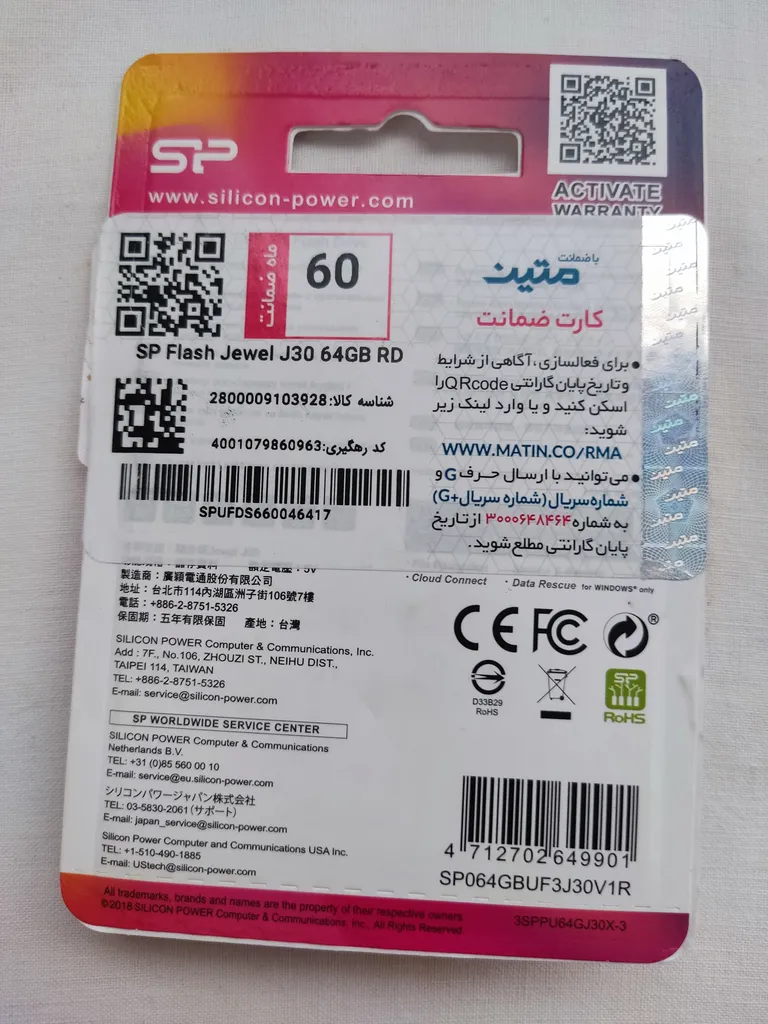 SP
www.silicon-power.com
ACTIVATE
WARRANTY
60
ماه ضمانت
SP Flash Jewel J30 64GB RD
شناسه کالا: 2800009103928
کد رهگیری: 4001079860963
SPUFDS660046417
با ضمانت
متین
کارت ضمانت
• برای فعالسازی، آگاهی از شرایط
و تاریخ پایان گارانتی QRcode را
اسکن کنید و یا وارد لینک زیر
شوید:
WWW.MATIN.CO/RMA
• می‌توانید با ارسال حرف G و
شماره سریال (شماره سریال+G)
به شماره ۳۰۰۰۶۴۸۴۶۴ از تاریخ
پایان گارانتی مطلع شوید.
額定電壓：5V
製造商：廣穎電通股份有限公司
地址：台北市114內湖區洲子街106號7樓
電話：+886-2-8751-5326
保固期：五年有限保固 產地：台灣
SILICON POWER Computer & Communications, Inc.
Add : 7F., No.106, ZHOUZI ST., NEIHU DIST.,
TAIPEI 114, TAIWAN
TEL: +886-2-8751-5326
E-mail: service@silicon-power.com
SP WORLDWIDE SERVICE CENTER
SILICON POWER Computer & Communications
Netherlands B.V.
TEL: +31 (0)85 560 00 10
E-mail: service@eu.silicon-power.com
シリコンパワージャパン株式会社
TEL: 03-5830-2061 (サポート)
E-mail: japan_service@silicon-power.com
Silicon Power Computer and Communications USA Inc.
TEL: +1-510-490-1885
E-mail: UStech@silicon-power.com
· Cloud Connect · Data Rescue for WINDOWS® only
CE FC ®
D33B29
RoHS
SP
RoHS
4 712702 649901
SP064GBUF3J30V1R
All trademarks, brands and names are the property of their respective owners
©2018 SILICON POWER Computer & Communications, Inc., All Rights Reserved
3SPPU64GJ30X-3